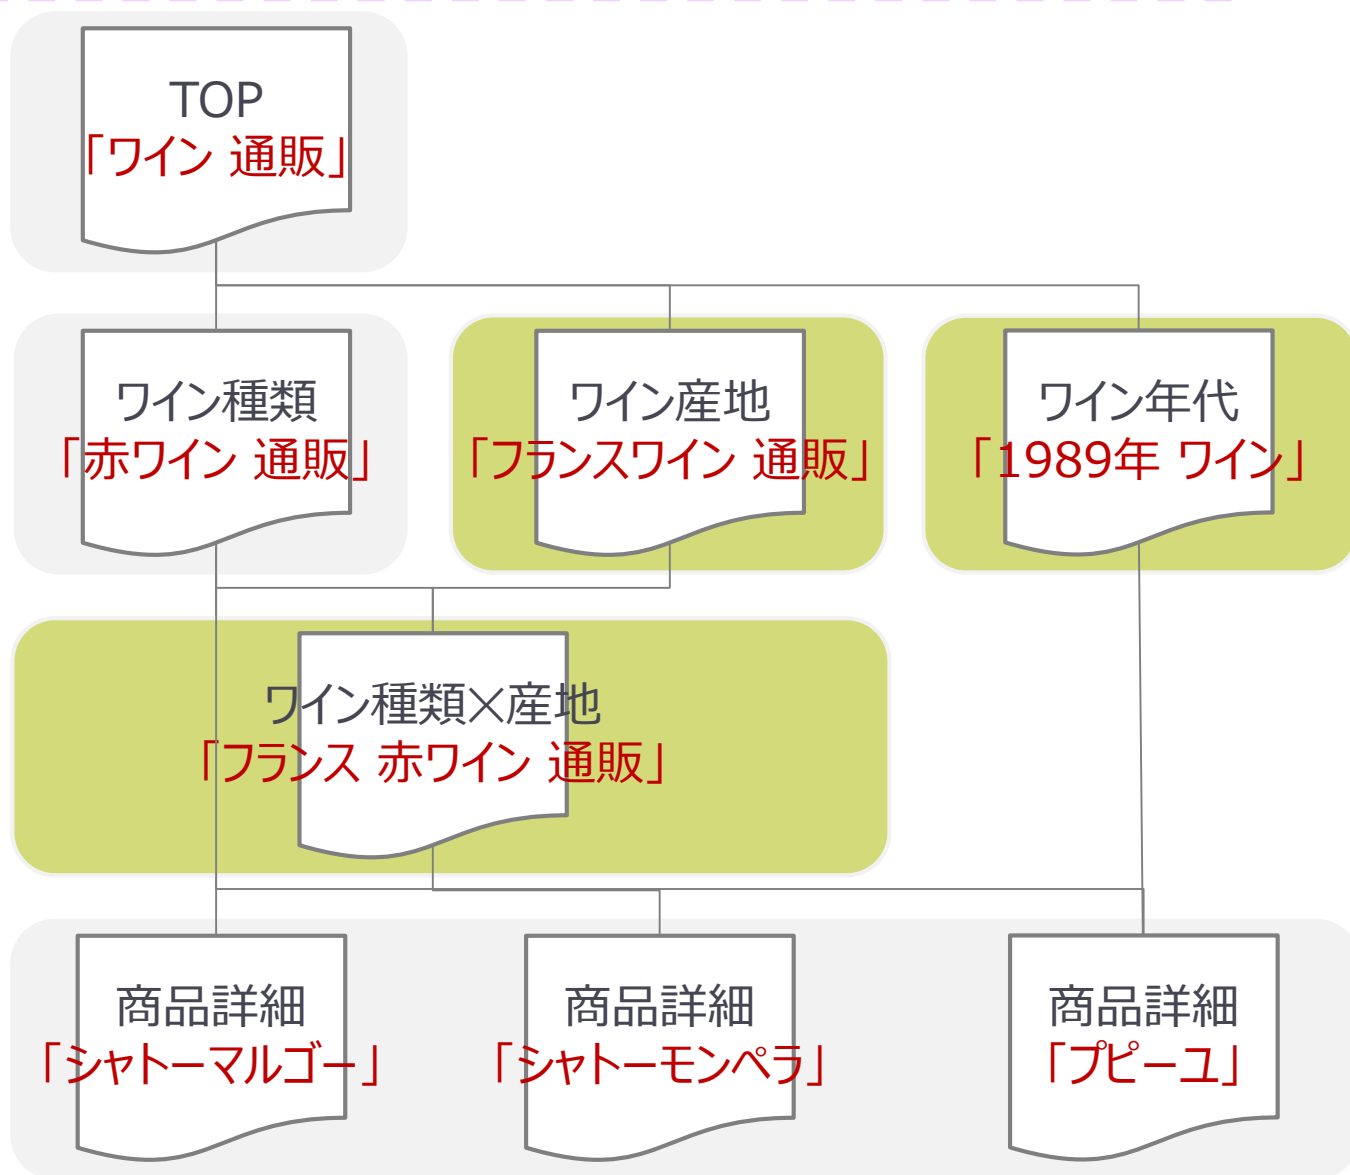 TOP
「ワイン 通販」
ワイン種類
「赤ワイン 通販」
ワイン産地
「フランスワイン 通販」
ワイン年代
「1989年 ワイン」
ワイン種類×産地
「フランス 赤ワイン 通販」
商品詳細
「シャトーマルゴー」
商品詳細
「シャトーモンペラ」
商品詳細
「プピーユ」